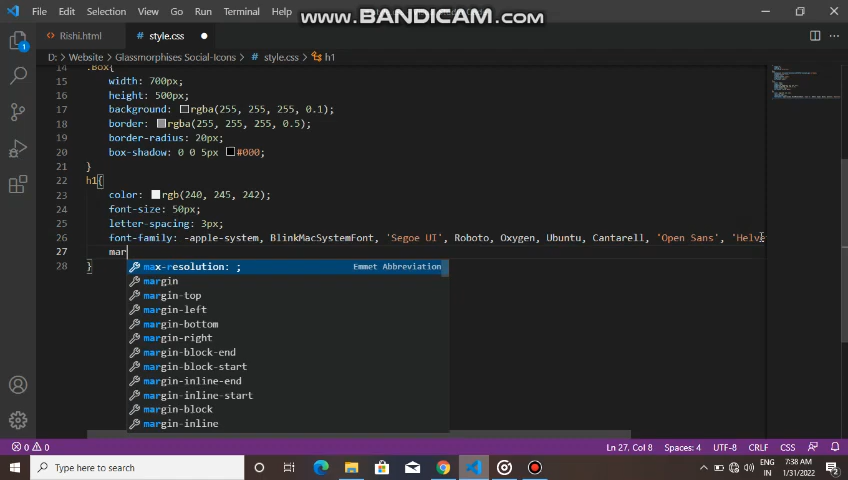 File Edit Selection View Go Run Terminal Help
www.BANDICAM.com
Rishi.html
style.css
D: > Website > Glassmorphises Social-Icons > style.css > h1
14 .Box{
15 width: 700px;
16 height: 500px;
17 background: rgba(255, 255, 255, 0.1);
18 border: rgba(255, 255, 255, 0.5);
19 border-radius: 20px;
20 box-shadow: 0 0 5px #000;
21 }
22 h1{
23 color: rgb(240, 245, 242);
24 font-size: 50px;
25 letter-spacing: 3px;
26 font-family: -apple-system, BlinkMacSystemFont, 'Segoe UI', Roboto, Oxygen, Ubuntu, Cantarell, 'Open Sans', 'Helv
27 mar
28 }
max-resolution: ; Emmet Abbreviation
margin
margin-top
margin-left
margin-bottom
margin-right
margin-block-end
margin-block-start
margin-inline-end
margin-inline-start
margin-block
margin-inline
1
0 0
Ln 27, Col 8 Spaces: 4 UTF-8 CRLF CSS
Type here to search
ENG
IN
7:38 AM
1/31/2022
2